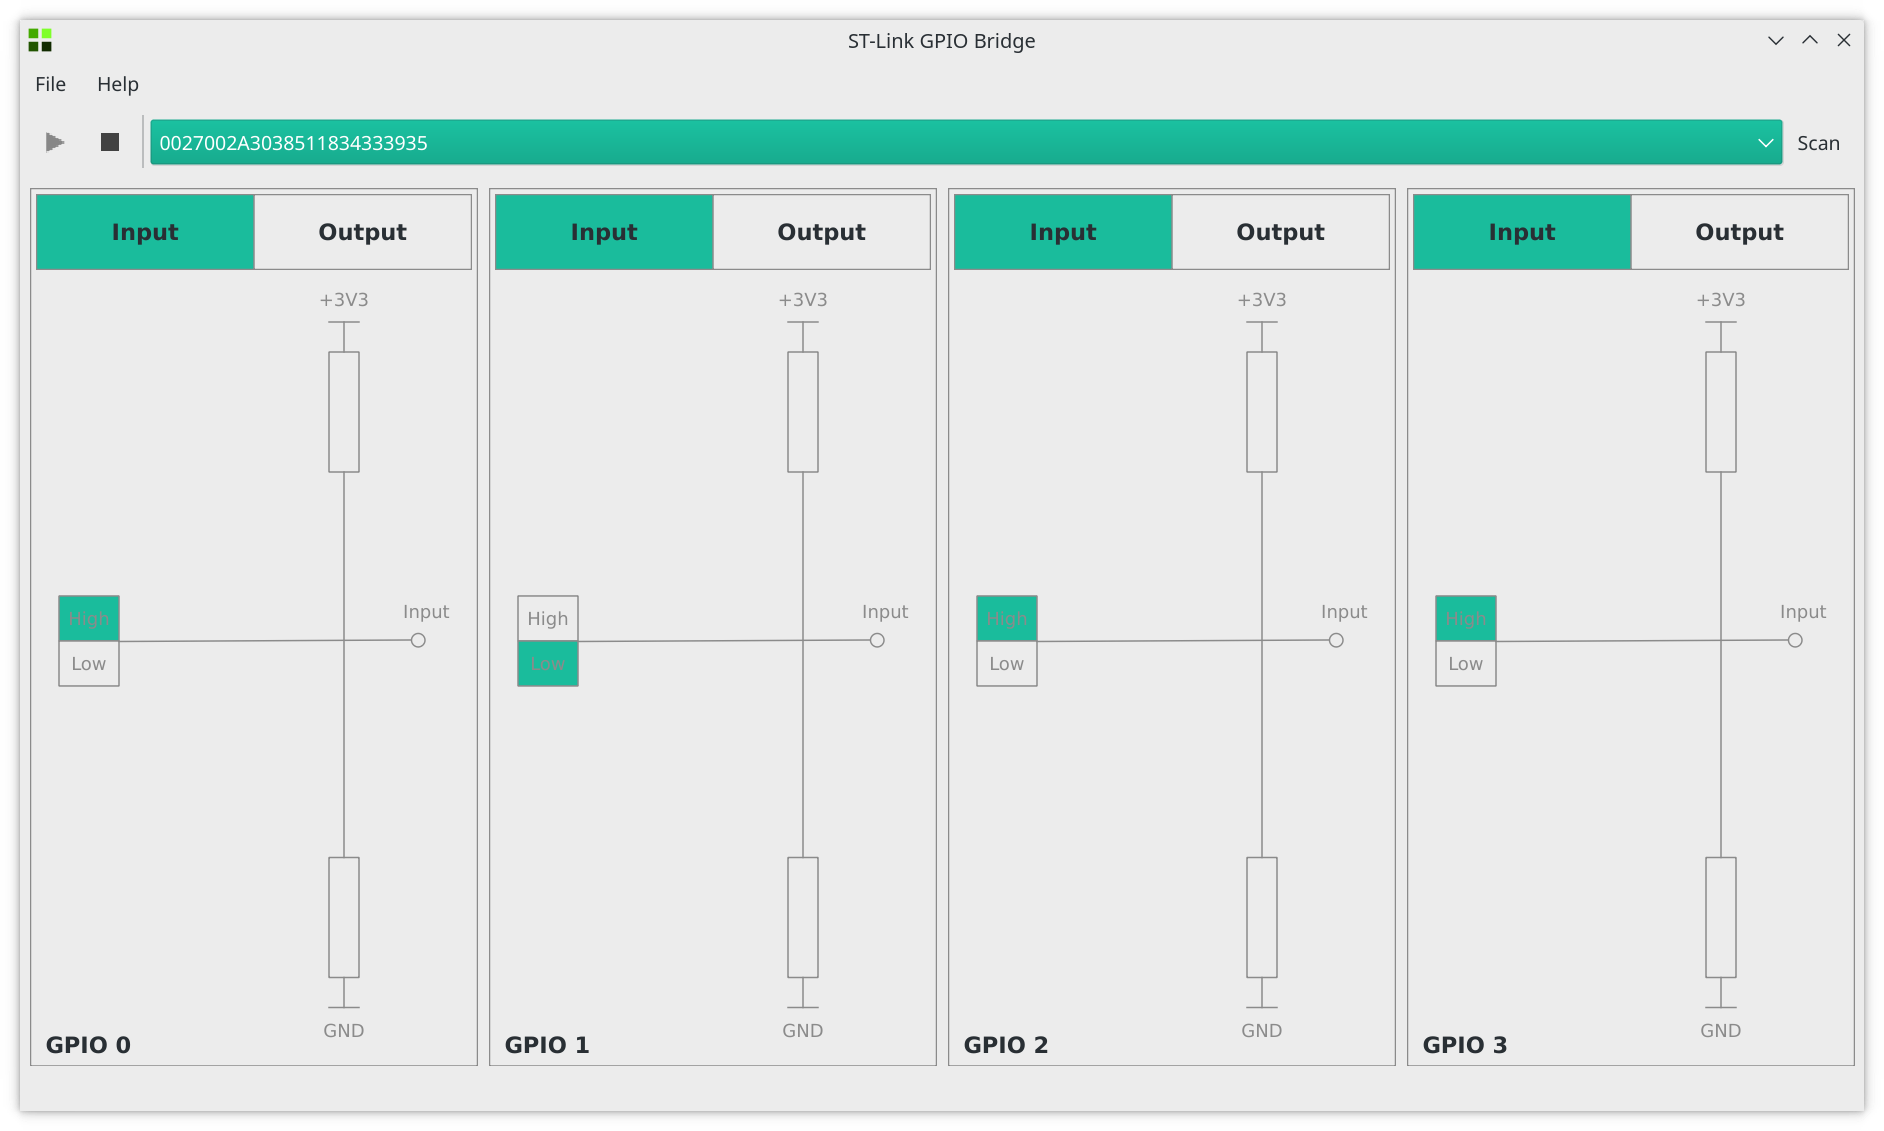 ST-Link GPIO Bridge
File Help
0027002A3038511834333935 Scan
Input Output
+3V3
High
Low
Input
GND
GPIO 0
Input Output
+3V3
High
Low
Input
GND
GPIO 1
Input Output
+3V3
High
Low
Input
GND
GPIO 2
Input Output
+3V3
High
Low
Input
GND
GPIO 3